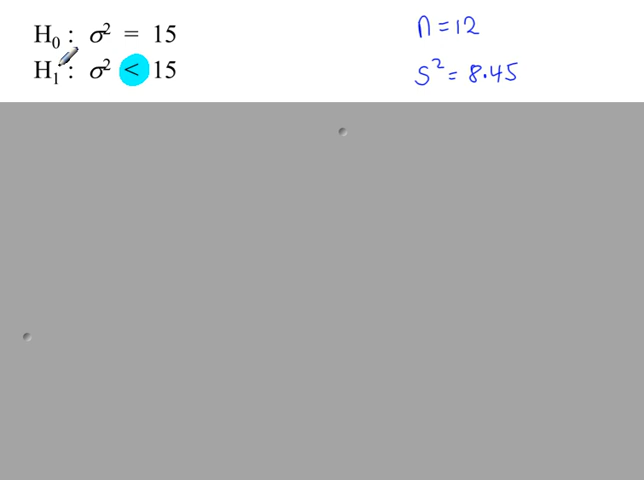 H₀ : σ² = 15
n = 12
H₁ : σ² < 15
s² = 8.45